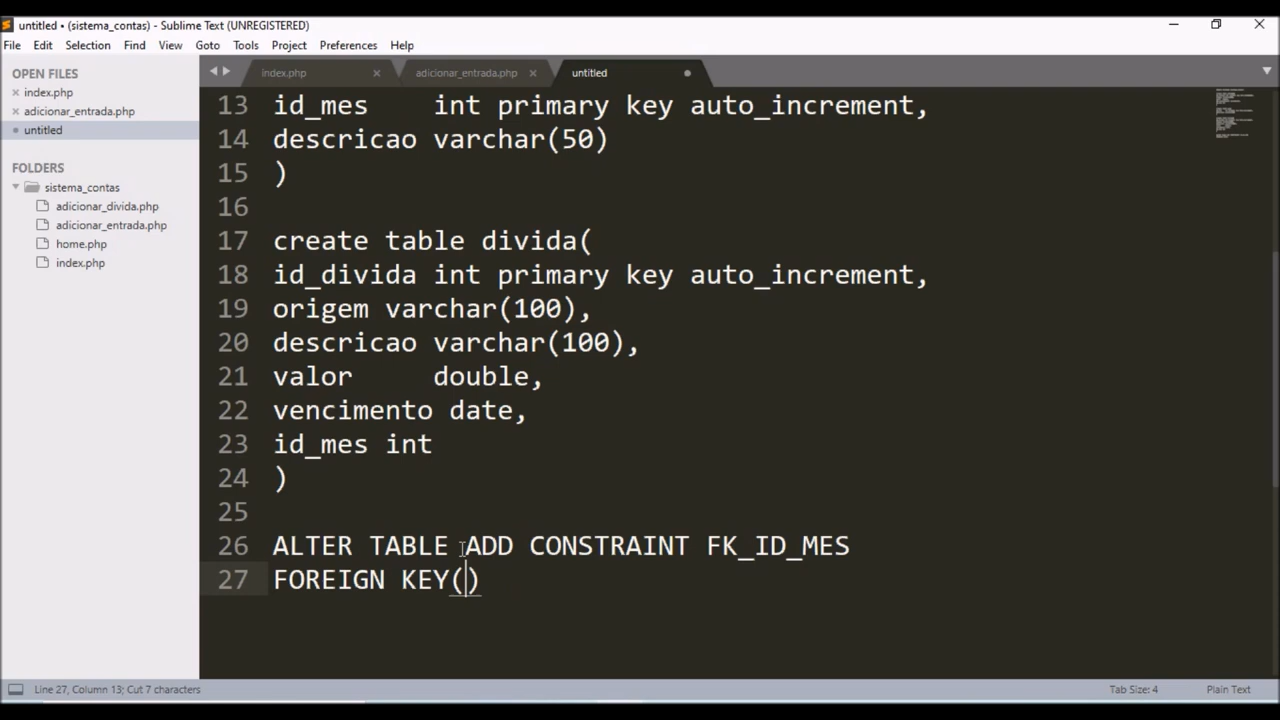 untitled • (sistema_contas) - Sublime Text (UNREGISTERED)
File Edit Selection Find View Goto Tools Project Preferences Help
OPEN FILES
index.php
adicionar_entrada.php
untitled
FOLDERS
sistema_contas
adicionar_divida.php
adicionar_entrada.php
home.php
index.php
index.php adicionar_entrada.php untitled
13 id_mes    int primary key auto_increment,
14 descricao varchar(50)
15 )
16
17 create table divida(
18 id_divida int primary key auto_increment,
19 origem varchar(100),
20 descricao varchar(100),
21 valor     double,
22 vencimento date,
23 id_mes int
24 )
25
26 ALTER TABLE ADD CONSTRAINT FK_ID_MES
27 FOREIGN KEY()
Line 27, Column 13; Cut 7 characters Tab Size: 4 Plain Text